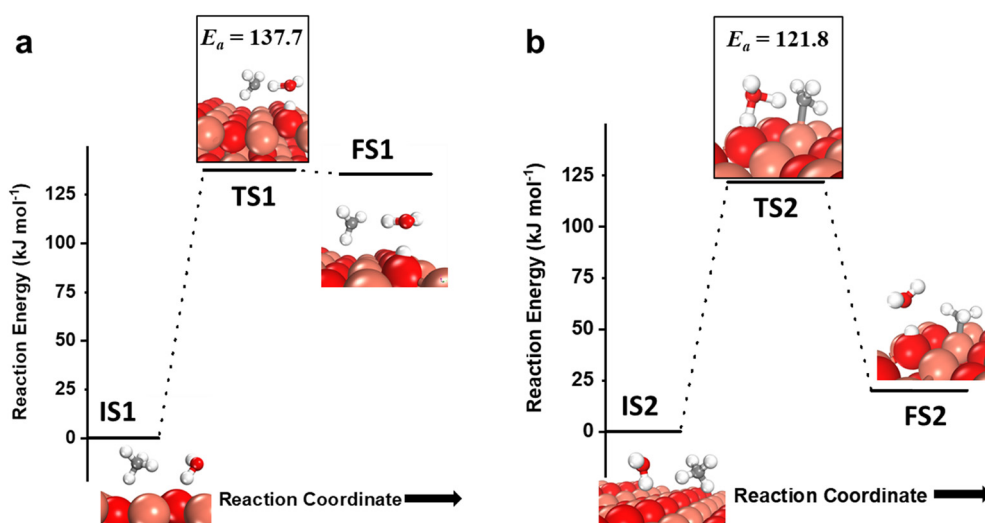 a
Eₐ = 137.7
Reaction Energy (kJ mol⁻¹)
125
100
75
50
25
0
TS1
FS1
IS1
Reaction Coordinate
b
Eₐ = 121.8
Reaction Energy (kJ mol⁻¹)
125
100
75
50
25
0
TS2
IS2
FS2
Reaction Coordinate